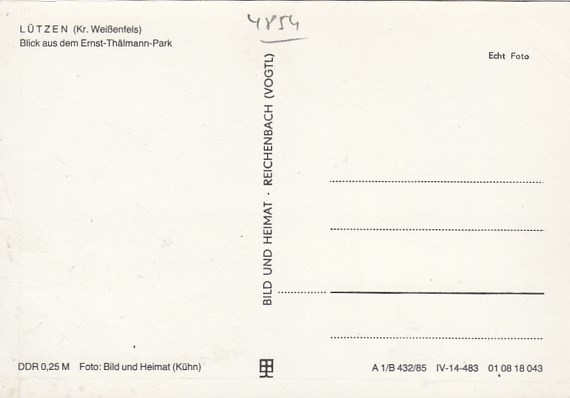 LÜTZEN (Kr. Weißenfels)
Blick aus dem Ernst-Thälmann-Park
4854
Echt Foto
BILD UND HEIMAT · REICHENBACH (VOGTL)
DDR 0,25 M Foto: Bild und Heimat (Kühn)
A 1/B 432/85 IV-14-483 01 08 18 043